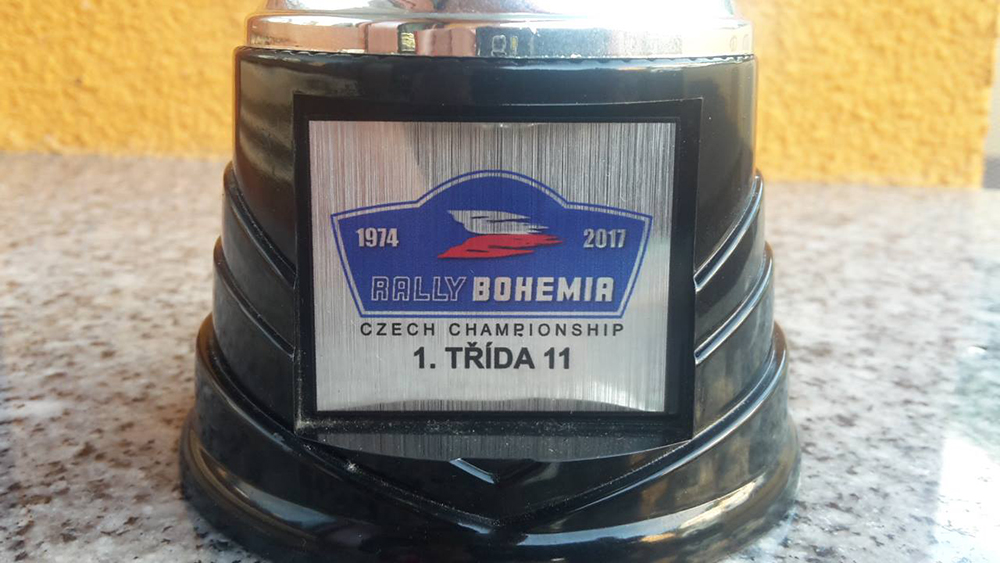 1974 2017
RALLY BOHEMIA
CZECH CHAMPIONSHIP
1. TŘÍDA 11